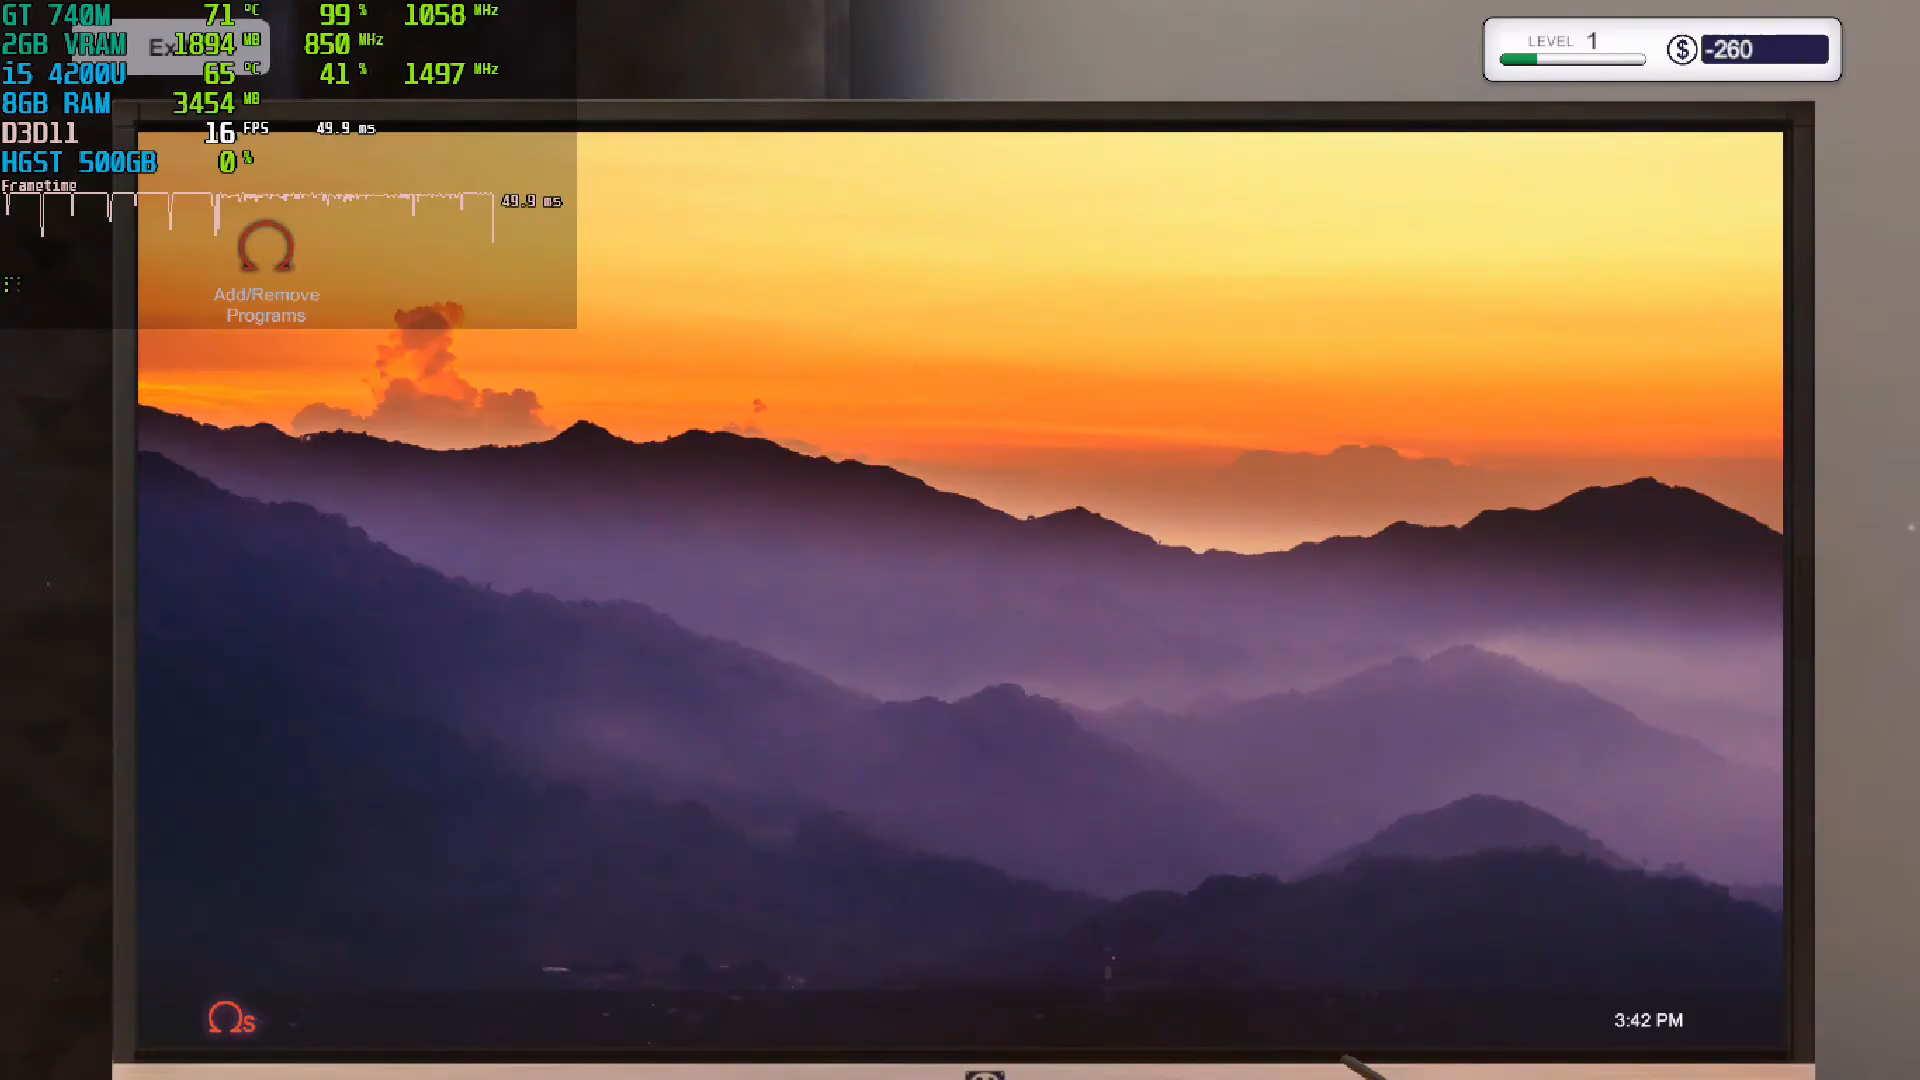 GT 740M 71 °C 99 % 1058 MHz
2GB VRAM 1894 MB 850 MHz
i5 4200U 65 °C 41 % 1497 MHz
8GB RAM 3454 MB
D3D11 16 FPS 49.9 ms
HGST 500GB 0 %
Frametime
49.9 ms
LEVEL 1
$ -260
Add/Remove
Programs
Ωs
3:42 PM